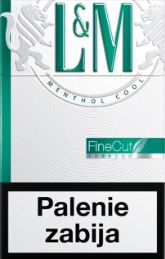 L&M
MENTHOL COOL
FineCut
TOBACCO
Palenie
zabija